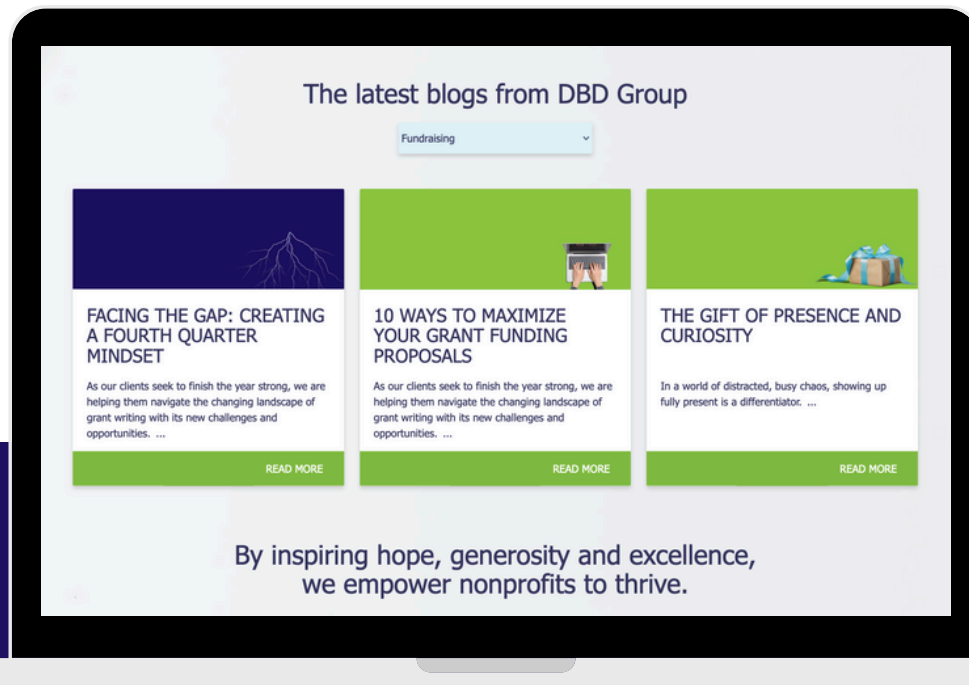 The latest blogs from DBD Group
Fundraising
FACING THE GAP: CREATING
A FOURTH QUARTER
MINDSET
As our clients seek to finish the year strong, we are
helping them navigate the changing landscape of
grant writing with its new challenges and
opportunities. ...
READ MORE
10 WAYS TO MAXIMIZE
YOUR GRANT FUNDING
PROPOSALS
As our clients seek to finish the year strong, we are
helping them navigate the changing landscape of
grant writing with its new challenges and
opportunities. ...
READ MORE
THE GIFT OF PRESENCE AND
CURIOSITY
In a world of distracted, busy chaos, showing up
fully present is a differentiator. ...
READ MORE
By inspiring hope, generosity and excellence,
we empower nonprofits to thrive.